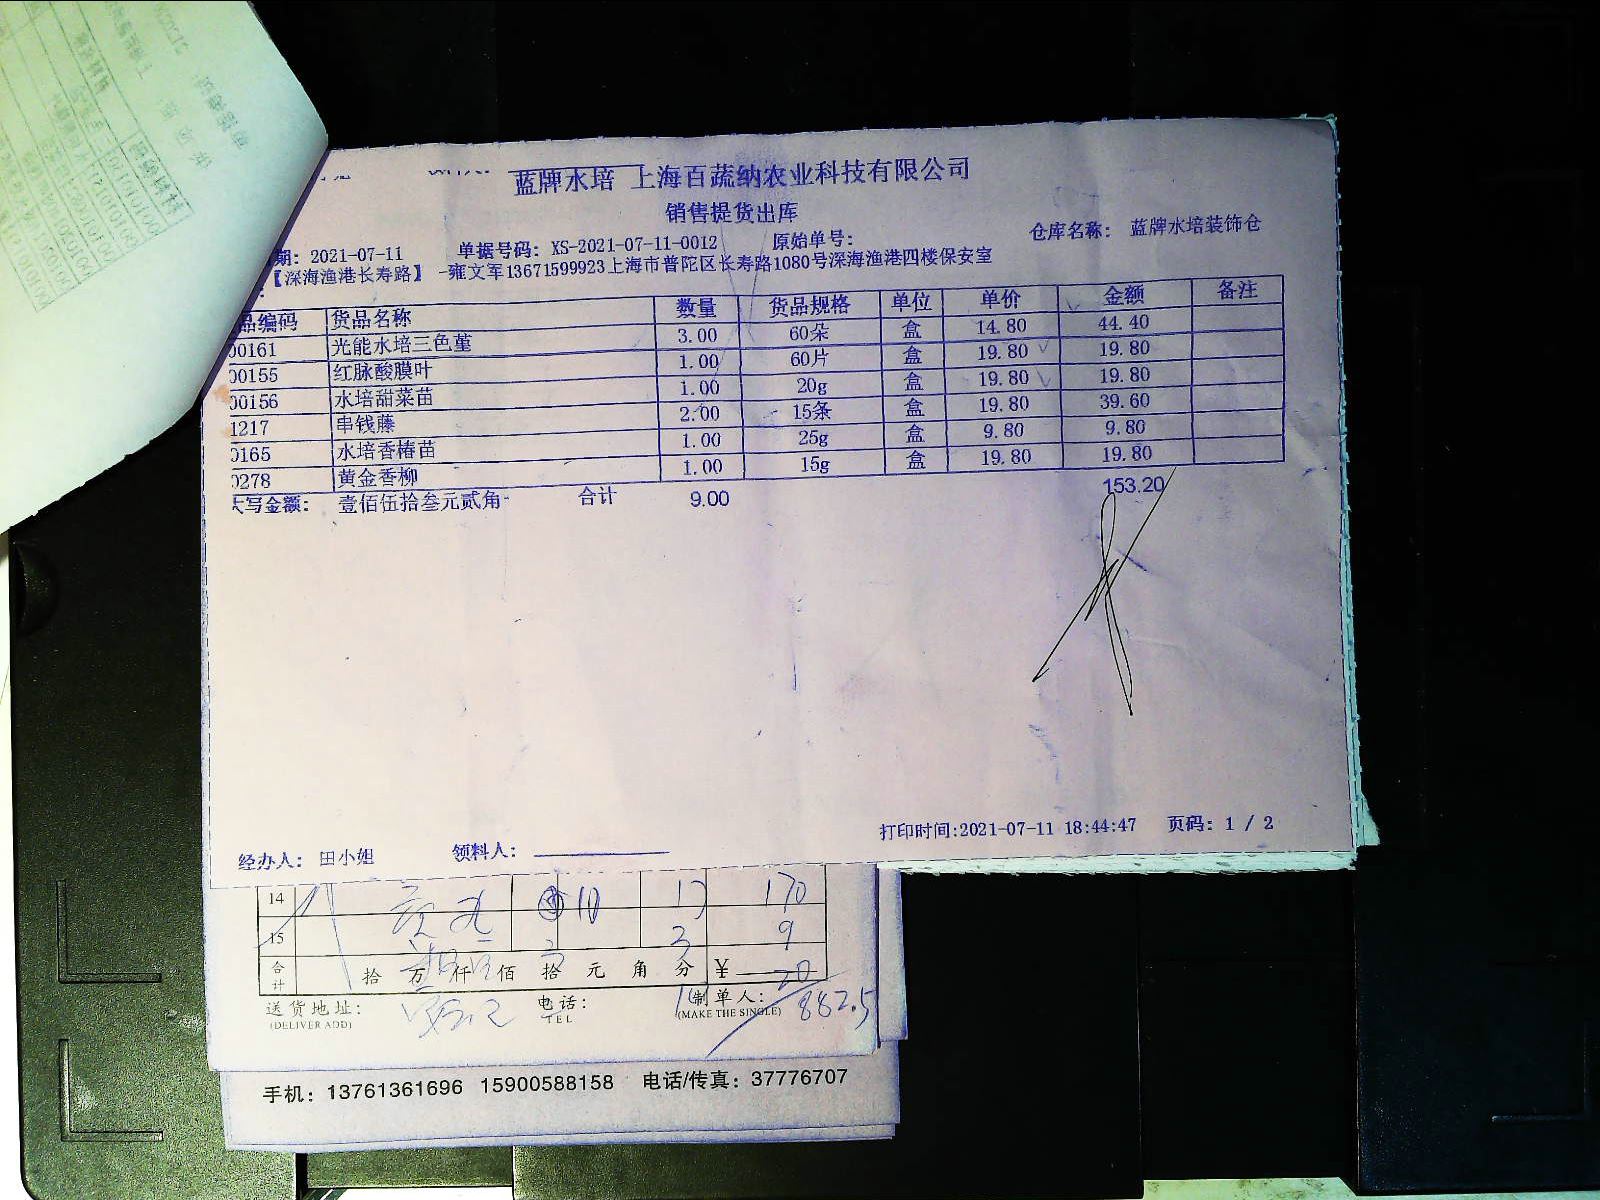 蓝牌水培 上海百蔬纳农业科技有限公司
销售提货出库
期: 2021-07-11 单据号码: XS-2021-07-11-0012 原始单号: 仓库名称: 蓝牌水培装饰仓
【深海渔港长寿路】 -雍文军13671599923上海市普陀区长寿路1080号深海渔港四楼保安室
品编码 货品名称 数量 货品规格 单位 单价 金额 备注
00161 光能水培三色堇 3.00 60朵 盒 14.80 44.40
00155 红脉酸膜叶 1.00 60片 盒 19.80 19.80
00156 水培甜菜苗 1.00 20g 盒 19.80 19.80
1217 串钱藤 2.00 15条 盒 19.80 39.60
0165 水培香椿苗 1.00 25g 盒 9.80 9.80
0278 黄金香柳 1.00 15g 盒 19.80 19.80
大写金额: 壹佰伍拾叁元贰角 合计 9.00 153.20
打印时间:2021-07-11 18:44:47 页码: 1 / 2
经办人: 田小姐 领料人:
14 10 17 170
15 3 9
合计 拾 万 仟 佰 拾 元 角 分 ¥ 20
送货地址: 电话: 制单人: 882.5
(DELIVER ADD) TEL (MAKE THE SINGLE)
手机: 13761361696 15900588158 电话/传真: 37776707